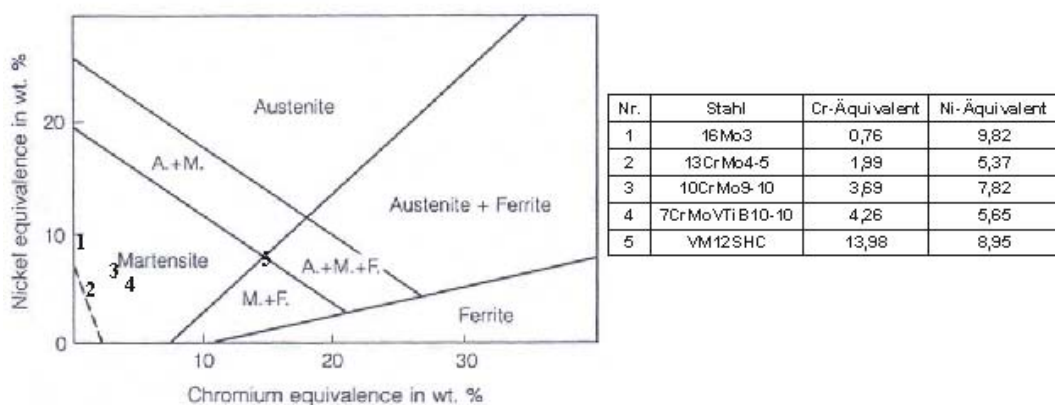 Nickel equivalence in wt. %
20
10
0
Austenite
A.+M.
Austenite + Ferrite
1
Martensite
5
A.+M.+F.
3
2
4
M.+F.
Ferrite
10
20
30
Chromium equivalence in wt. %
Nr. Stahl Cr-Äquivalent Ni-Äquivalent
1 16Mo3 0,76 9,82
2 13CrMo4-5 1,99 5,37
3 10CrMo9-10 3,69 7,82
4 7CrMoVTiB10-10 4,26 5,65
5 VM12SHC 13,98 8,95